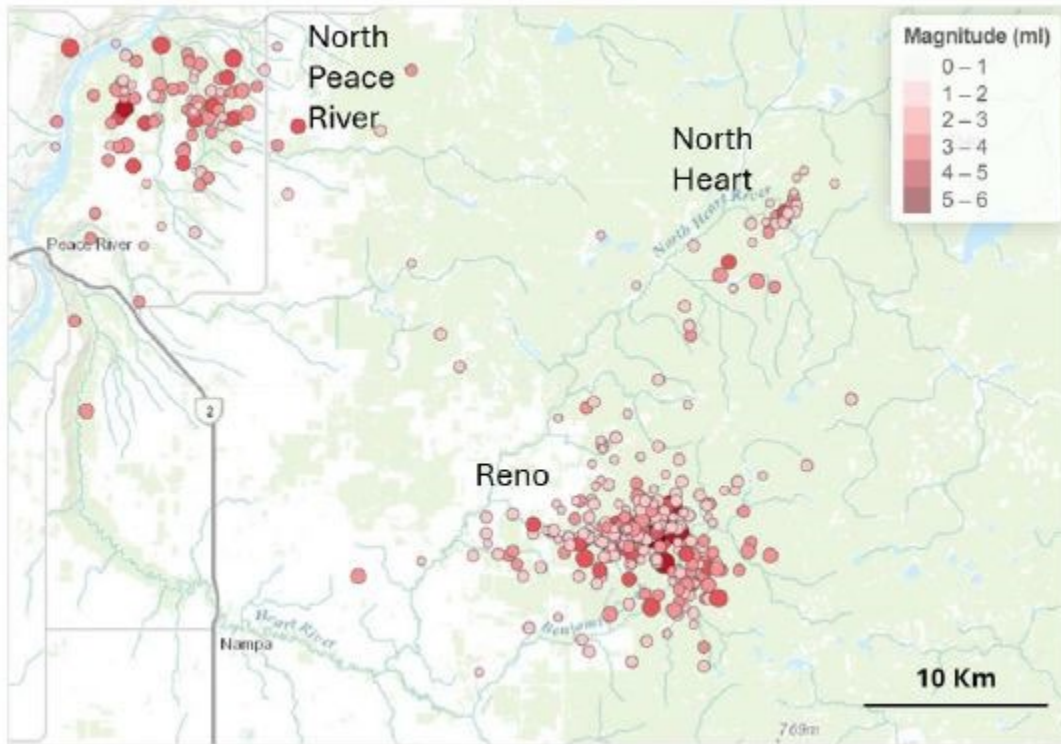 North
Peace
River
Magnitude (ml)
0 – 1
1 – 2
2 – 3
3 – 4
4 – 5
5 – 6
North
Heart
North Heart River
Peace River
2
Reno
Heart River
Nampa
10 Km
769m